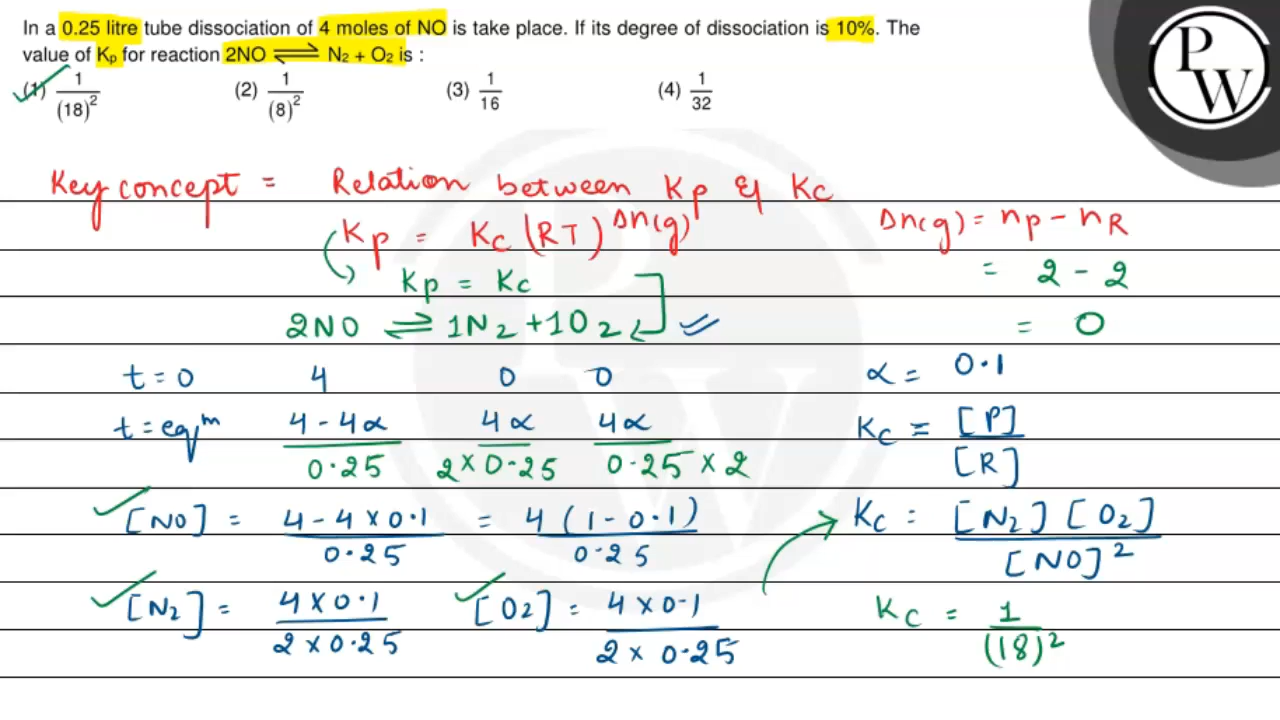 In a 0.25 litre tube dissociation of 4 moles of NO is take place. If its degree of dissociation is 10%. The
value of Kp for reaction 2NO ⇌ N2 + O2 is :
(1) 1/(18)² (2) 1/(8)² (3) 1/16 (4) 1/32
P
W
Key concept = Relation between Kp & Kc
Kp = Kc (RT)^Δn(g)
Δn(g) = np - nR
Kp = Kc
= 2 - 2
2NO ⇌ 1N2 + 1O2
= 0
t = 0 4 0 0
α = 0.1
t = eqm (4 - 4α)/0.25 4α/(2 × 0.25) 4α/(0.25 × 2)
Kc = [P]/[R]
[NO] = (4 - 4 × 0.1)/0.25 = 4(1 - 0.1)/0.25
Kc = [N2] [O2]/[NO]²
[N2] = (4 × 0.1)/(2 × 0.25) [O2] = (4 × 0.1)/(2 × 0.25)
Kc = 1/(18)²